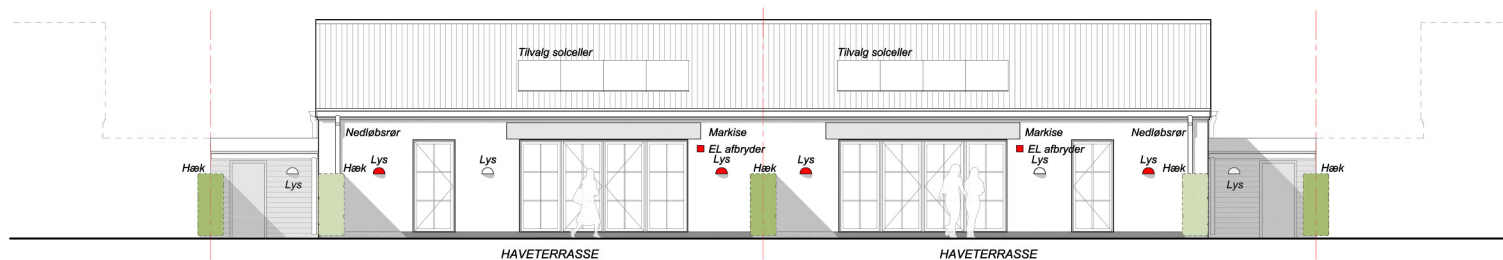 Tilvalg solceller
Tilvalg solceller
Nedløbsrør
Markise
Markise
Nedløbsrør
EL afbryder
EL afbryder
Hæk
Lys
Hæk
Lys
Lys
Lys
Hæk
Lys
Lys
Lys
Hæk
Lys
Hæk
HAVETERRASSE
HAVETERRASSE